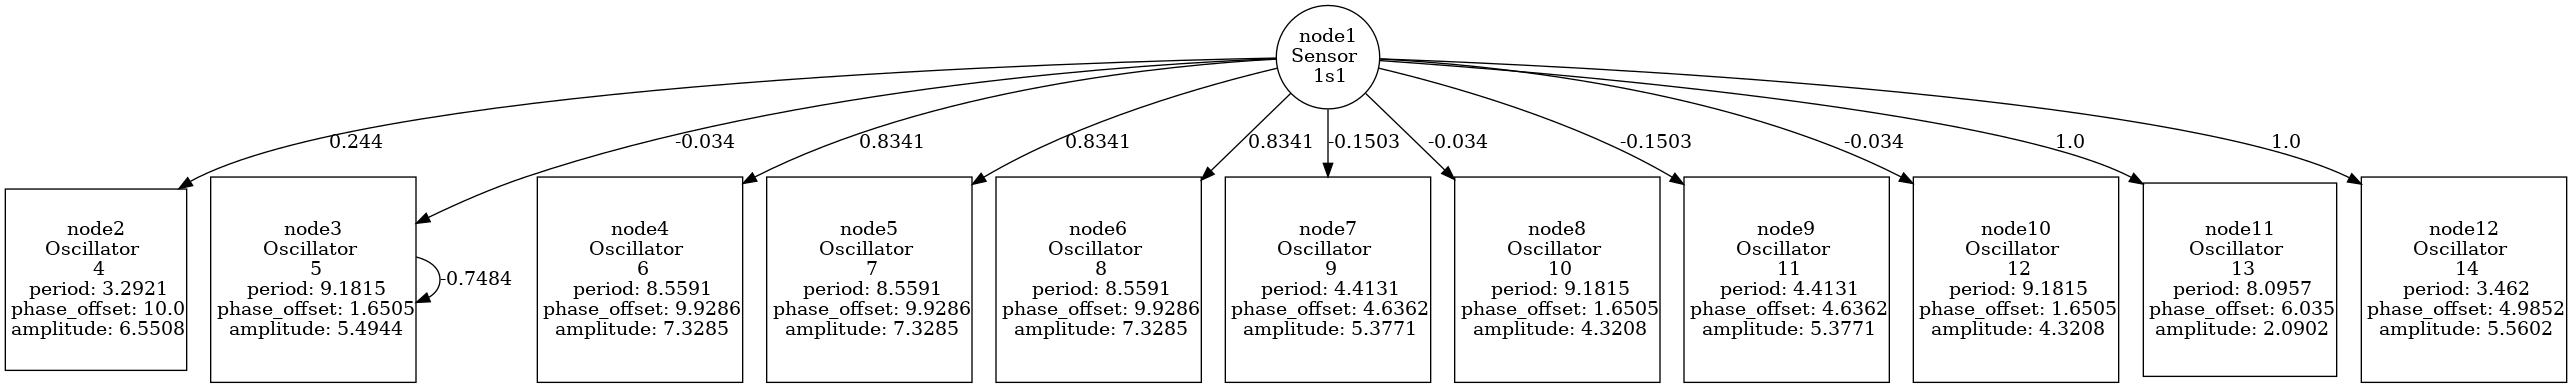 node1
Sensor
1s1
0.244
-0.034
0.8341
0.8341
0.8341
-0.1503
-0.034
-0.1503
-0.034
1.0
1.0
node2
Oscillator
4
period: 3.2921
phase_offset: 10.0
amplitude: 6.5508
node3
Oscillator
5
period: 9.1815
phase_offset: 1.6505
amplitude: 5.4944
-0.7484
node4
Oscillator
6
period: 8.5591
phase_offset: 9.9286
amplitude: 7.3285
node5
Oscillator
7
period: 8.5591
phase_offset: 9.9286
amplitude: 7.3285
node6
Oscillator
8
period: 8.5591
phase_offset: 9.9286
amplitude: 7.3285
node7
Oscillator
9
period: 4.4131
phase_offset: 4.6362
amplitude: 5.3771
node8
Oscillator
10
period: 9.1815
phase_offset: 1.6505
amplitude: 4.3208
node9
Oscillator
11
period: 4.4131
phase_offset: 4.6362
amplitude: 5.3771
node10
Oscillator
12
period: 9.1815
phase_offset: 1.6505
amplitude: 4.3208
node11
Oscillator
13
period: 8.0957
phase_offset: 6.035
amplitude: 2.0902
node12
Oscillator
14
period: 3.462
phase_offset: 4.9852
amplitude: 5.5602